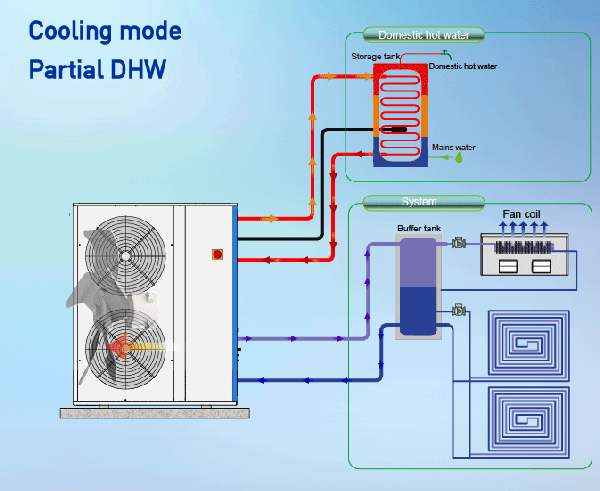 Cooling mode
Partial DHW
Domestic hot water
Storage tank
Domestic hot water
Mains water
System
Fan coil
Buffer tank